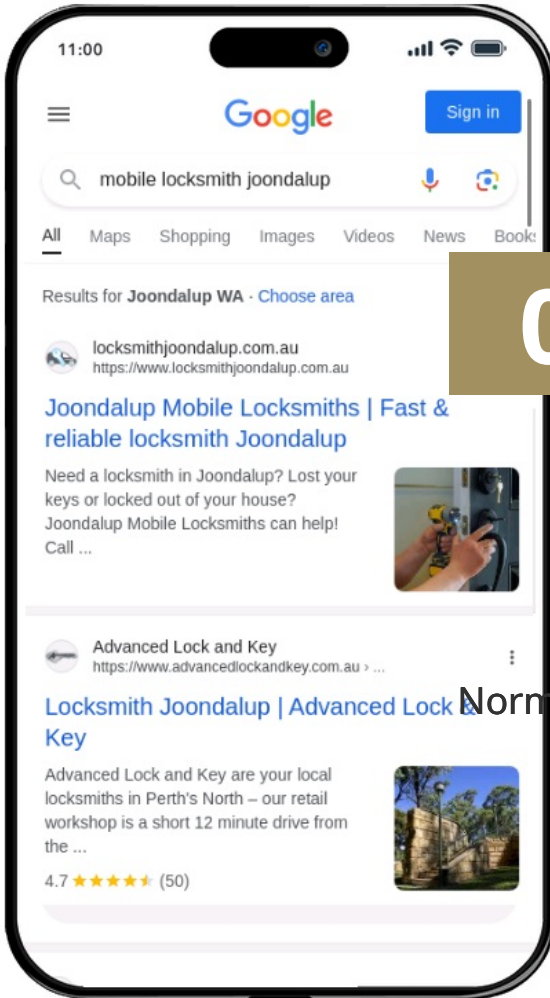 11:00
Google
Sign in
mobile locksmith joondalup
All Maps Shopping Images Videos News Books
Results for Joondalup WA · Choose area
locksmithjoondalup.com.au
https://www.locksmithjoondalup.com.au
Joondalup Mobile Locksmiths | Fast &
reliable locksmith Joondalup
Need a locksmith in Joondalup? Lost your
keys or locked out of your house?
Joondalup Mobile Locksmiths can help!
Call ...
Advanced Lock and Key
https://www.advancedlockandkey.com.au › ...
Locksmith Joondalup | Advanced Lock &
Key
Norm
Advanced Lock and Key are your local
locksmiths in Perth's North – our retail
workshop is a short 12 minute drive from
the ...
4.7 ★★★★★ (50)